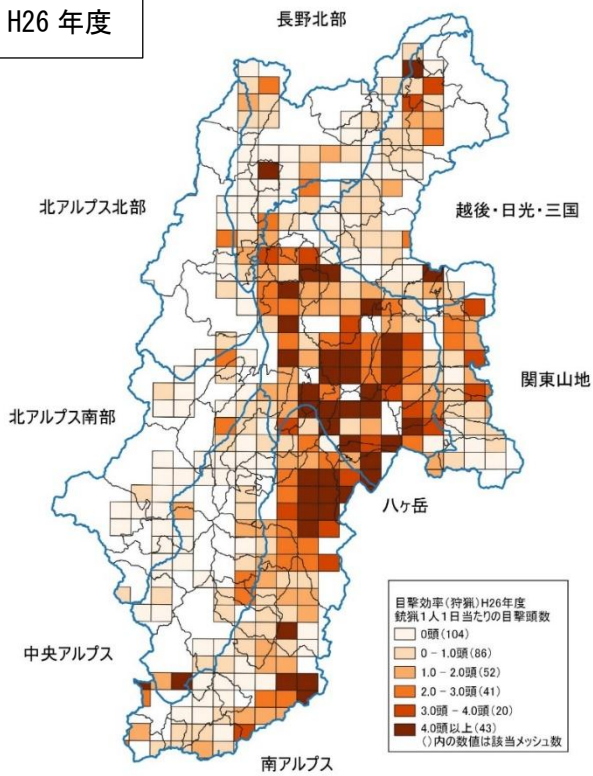 H26 年度
長野北部
北アルプス北部
越後・日光・三国
関東山地
北アルプス南部
八ヶ岳
中央アルプス
南アルプス
目撃効率(狩猟)H26年度
銃猟1人1日当たりの目撃頭数
0頭(104)
0 - 1.0頭(86)
1.0 - 2.0頭(52)
2.0 - 3.0頭(41)
3.0頭 - 4.0頭(20)
4.0頭以上(43)
()内の数値は該当メッシュ数